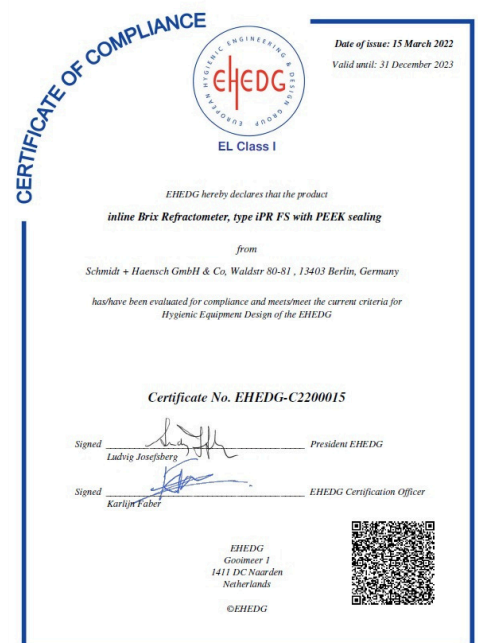 CERTIFICATE OF COMPLIANCE
EUROPEAN HYGIENIC ENGINEERING & DESIGN GROUP
EHEDG
EL Class I
Date of issue: 15 March 2022
Valid until: 31 December 2023
EHEDG hereby declares that the product
inline Brix Refractometer, type iPR FS with PEEK sealing
from
Schmidt + Haensch GmbH & Co, Waldstr 80-81 , 13403 Berlin, Germany
has/have been evaluated for compliance and meets/meet the current criteria for
Hygienic Equipment Design of the EHEDG
Certificate No. EHEDG-C2200015
Signed President EHEDG
Ludvig Josefsberg
Signed EHEDG Certification Officer
Karlijn Faber
EHEDG
Gooimeer 1
1411 DC Naarden
Netherlands
©EHEDG